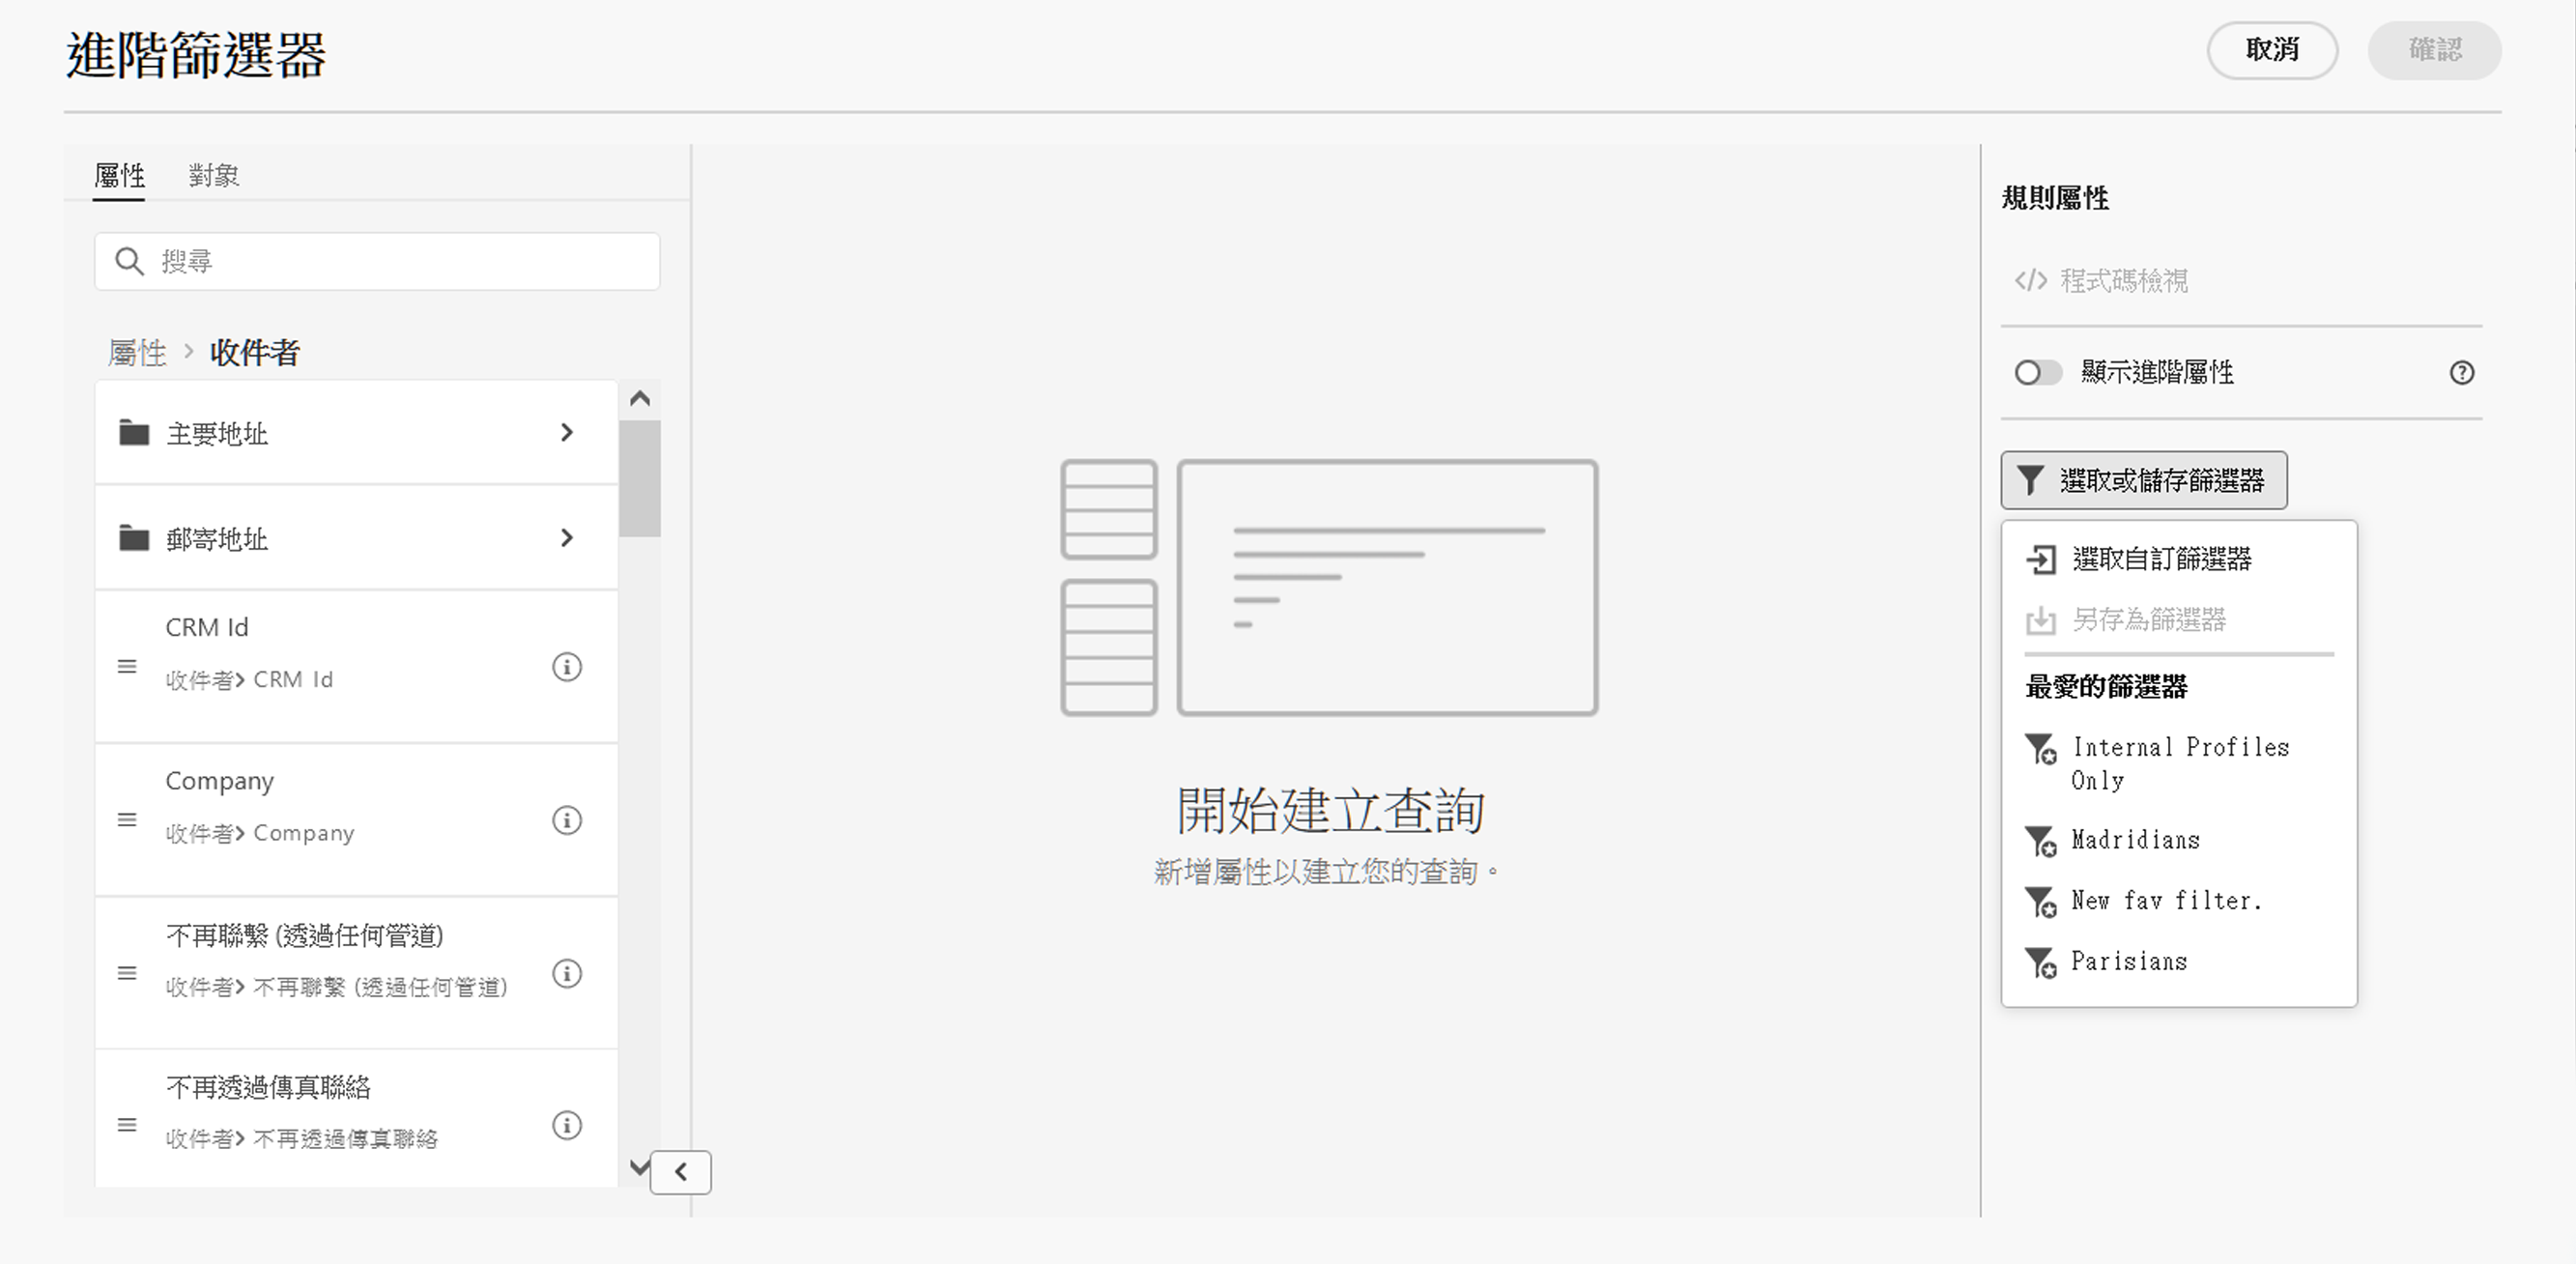 進階篩選器
取消
確認
屬性
對象
搜尋
屬性 > 收件者
主要地址
郵寄地址
CRM Id
收件者> CRM Id
Company
收件者> Company
不再聯繫 (透過任何管道)
收件者> 不再聯繫 (透過任何管道)
不再透過傳真聯絡
收件者> 不再透過傳真聯絡
開始建立查詢
新增屬性以建立您的查詢。
規則屬性
</> 程式碼檢視
顯示進階屬性
選取或儲存篩選器
選取自訂篩選器
另存為篩選器
最愛的篩選器
Internal Profiles
Only
Madridians
New fav filter.
Parisians